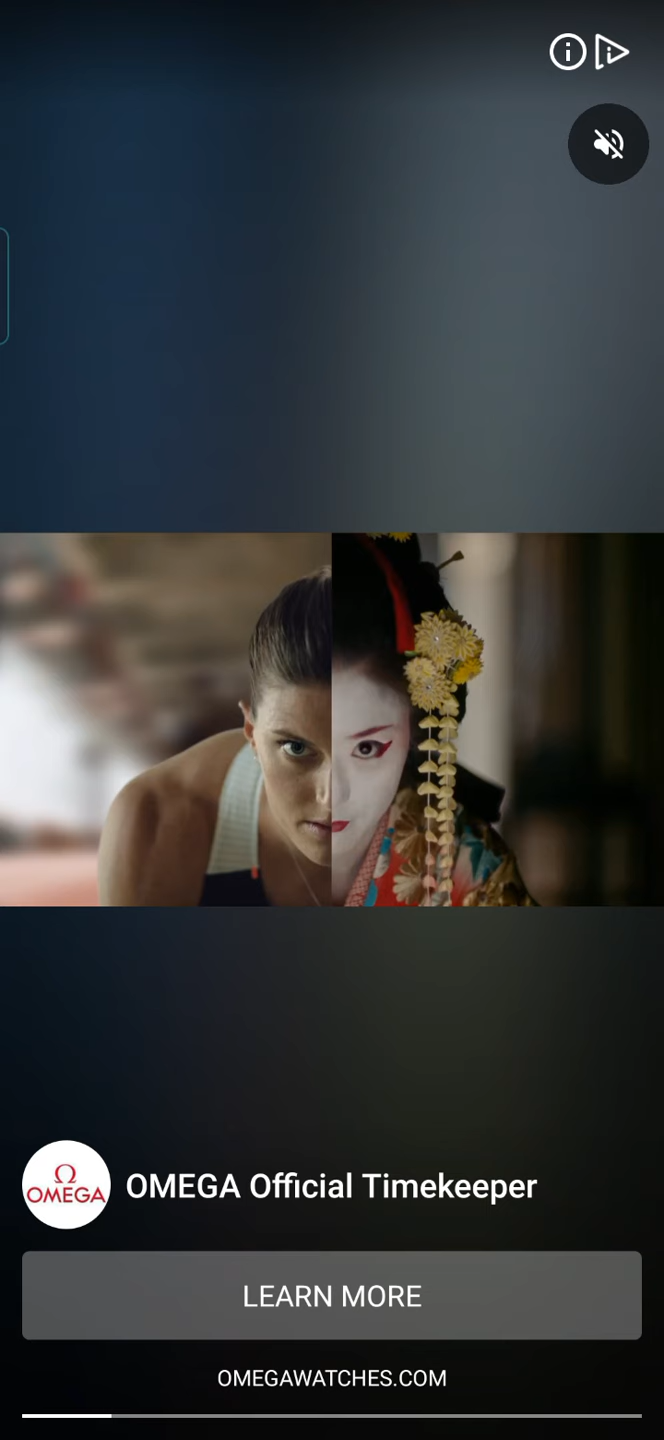 Ω
OMEGA
OMEGA Official Timekeeper
LEARN MORE
OMEGAWATCHES.COM